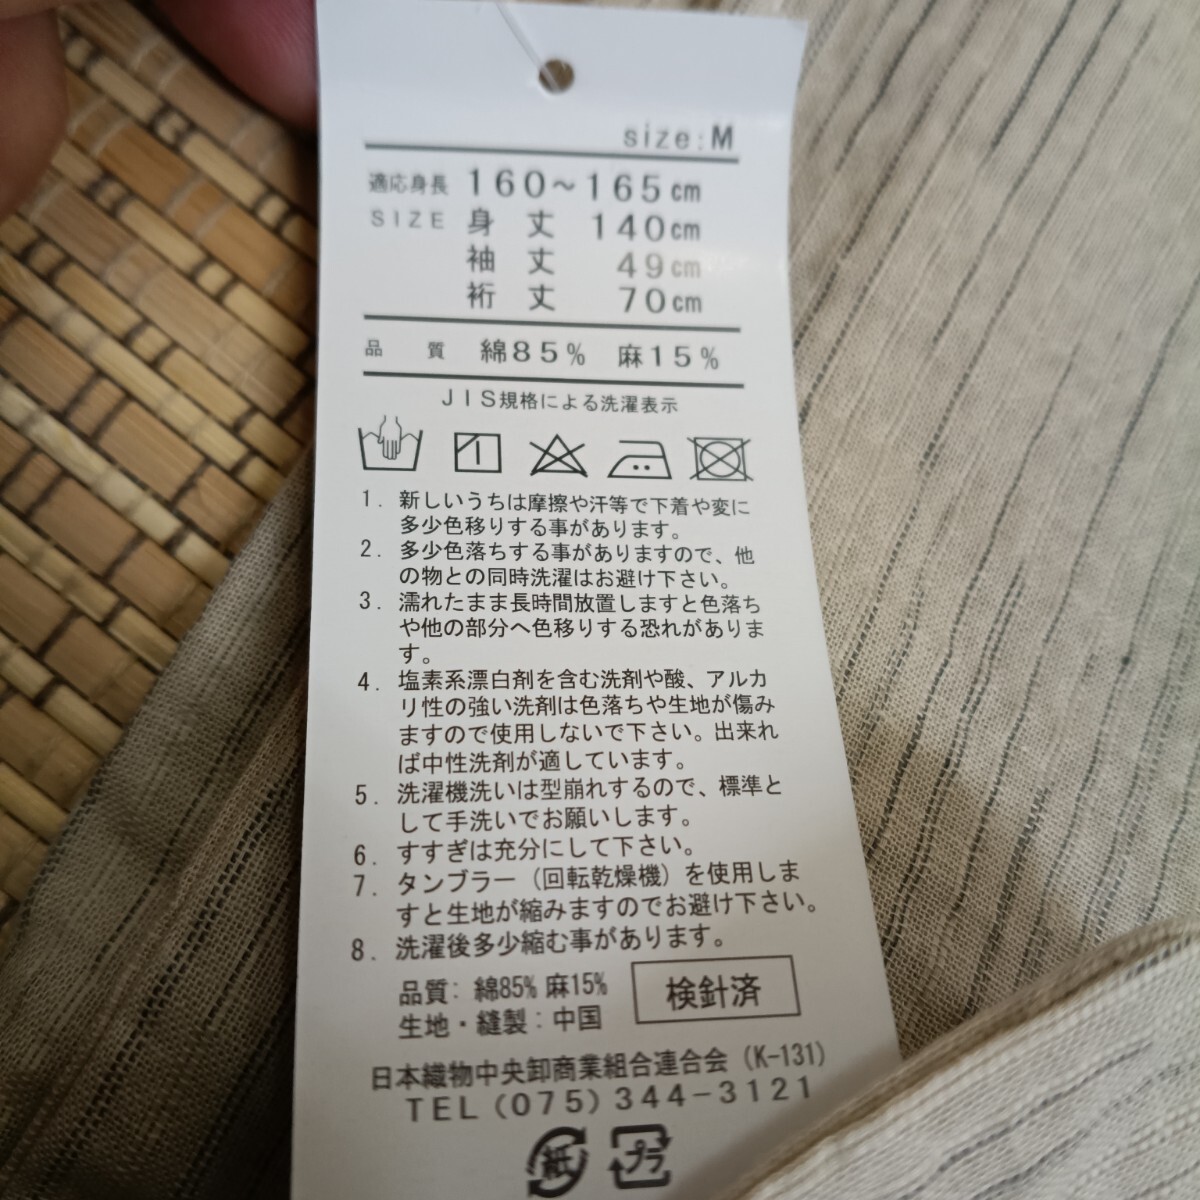 size:M
適応身長 160〜165cm
SIZE 身丈 140cm
袖丈 49cm
裄丈 70cm
品質 綿85% 麻15%
JIS規格による洗濯表示
1. 新しいうちは摩擦や汗等で下着や変に
多少色移りする事があります。
2. 多少色落ちする事がありますので、他
の物との同時洗濯はお避け下さい。
3. 濡れたまま長時間放置しますと色落ち
や他の部分へ色移りする恐れがありま
す。
4. 塩素系漂白剤を含む洗剤や酸、アルカ
リ性の強い洗剤は色落ちや生地が傷み
ますので使用しないで下さい。出来れ
ば中性洗剤が適しています。
5. 洗濯機洗いは型崩れするので、標準と
して手洗いでお願いします。
6. すすぎは充分にして下さい。
7. タンブラー（回転乾燥機）を使用しま
すと生地が縮みますのでお避け下さい。
8. 洗濯後多少縮む事があります。
品質: 綿85% 麻15%
生地・縫製: 中国
検針済
日本織物中央卸商業組合連合会（K-131）
TEL(075)344-3121
紙 プラ